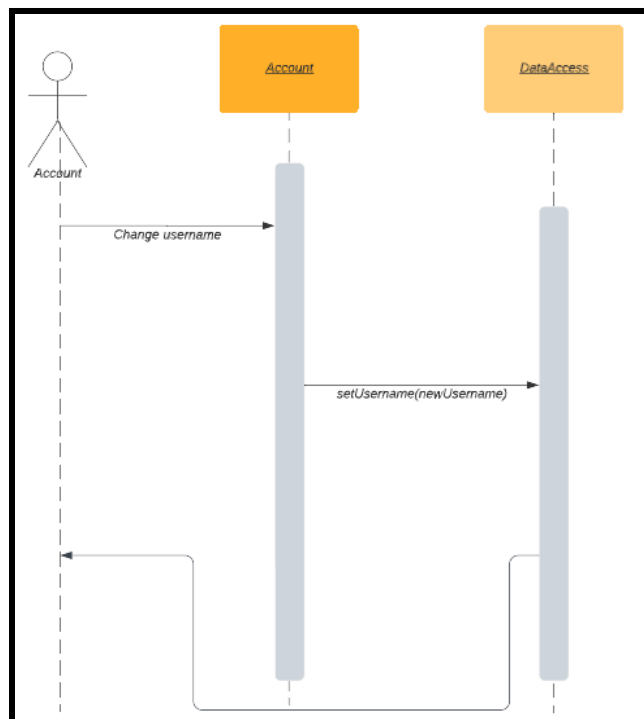 Account
DataAccess
Account
Change username
setUsername(newUsername)